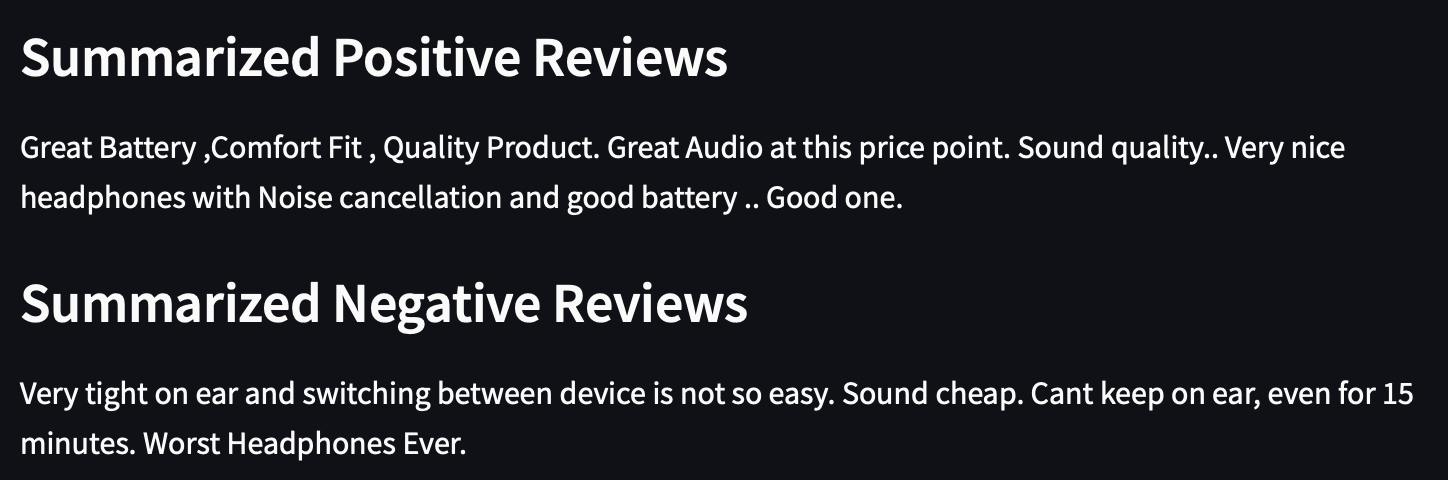 Summarized Positive Reviews
Great Battery ,Comfort Fit , Quality Product. Great Audio at this price point. Sound quality.. Very nice
headphones with Noise cancellation and good battery .. Good one.
Summarized Negative Reviews
Very tight on ear and switching between device is not so easy. Sound cheap. Cant keep on ear, even for 15
minutes. Worst Headphones Ever.